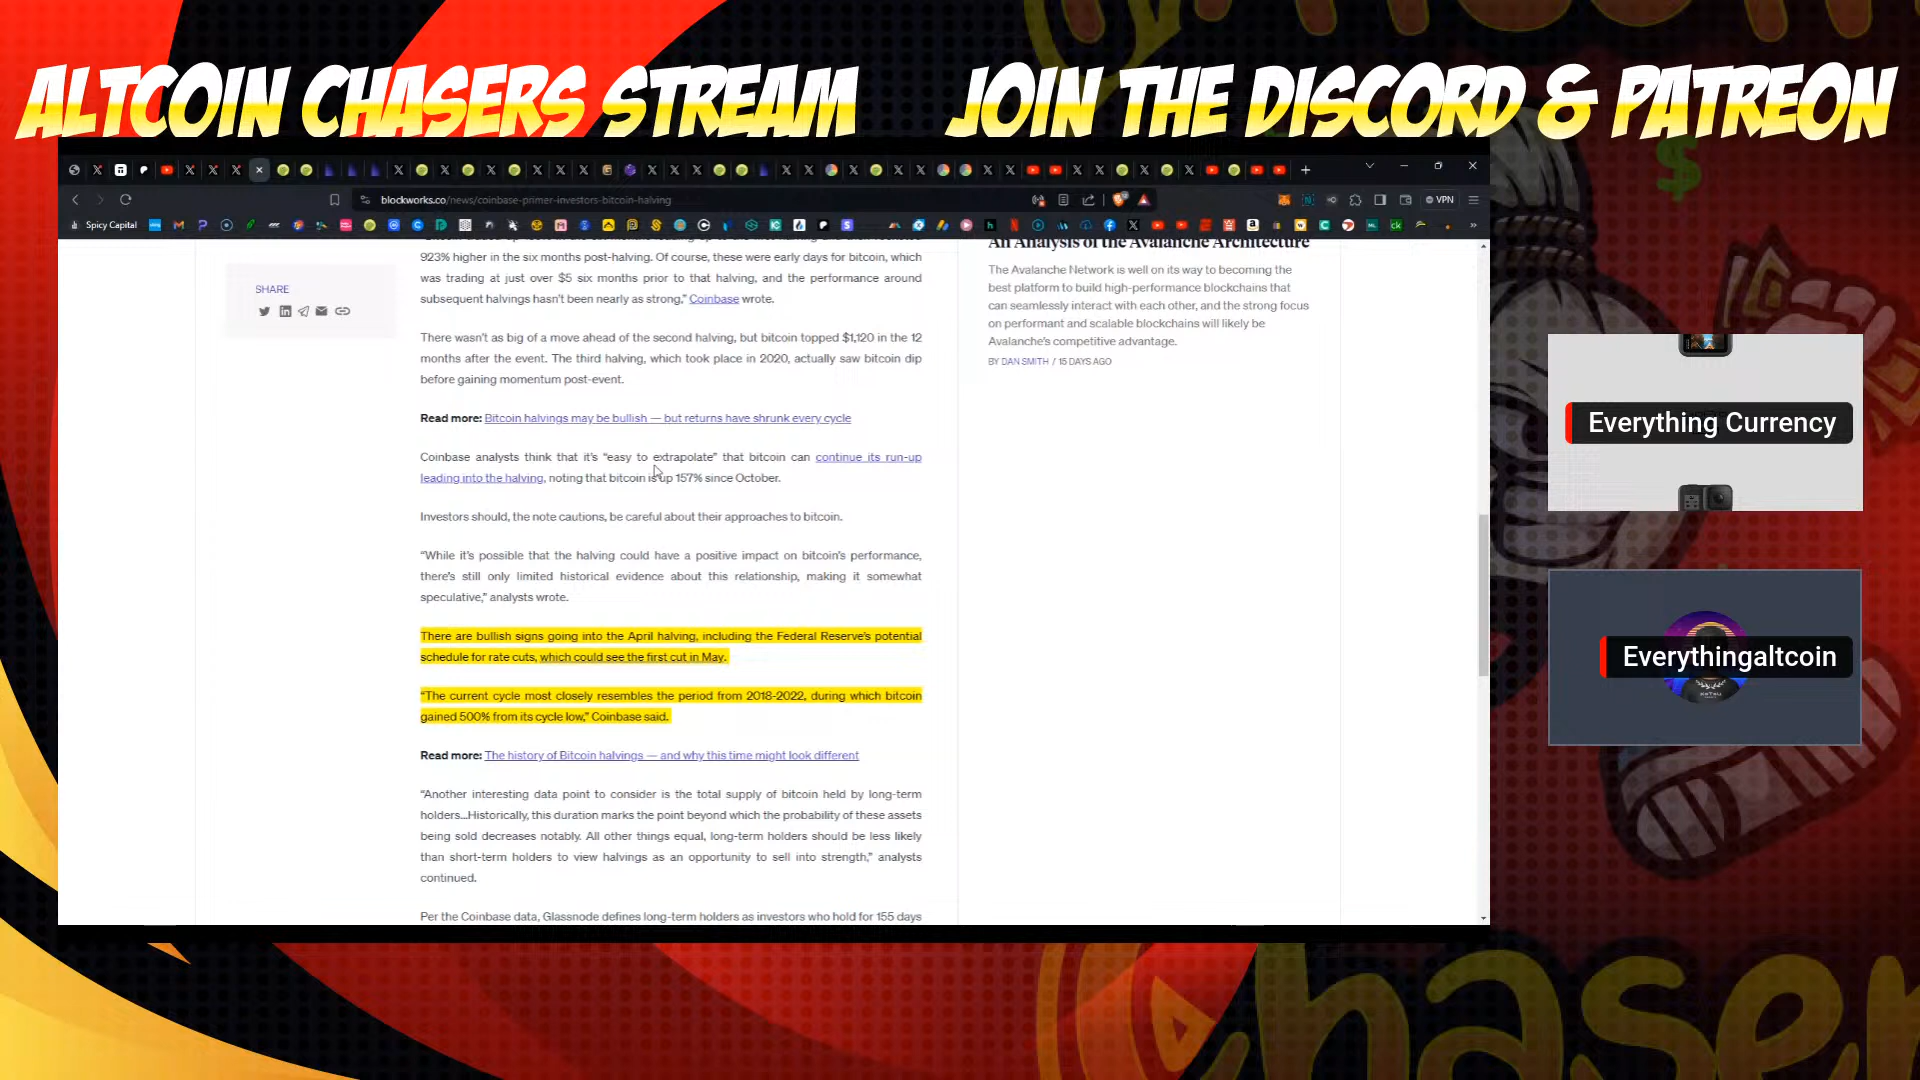 ALTCOIN CHASERS STREAM
JOIN THE DISCORD & PATREON
blockworks.co/news/coinbase-primer-investors-bitcoin-halving
VPN
Spicy Capital
SHARE
923% higher in the six months post-halving. Of course, these were early days for bitcoin, which
was trading at just over $5 six months prior to that halving, and the performance around
subsequent halvings hasn't been nearly as strong," Coinbase wrote.
There wasn't as big of a move ahead of the second halving, but bitcoin topped $1,120 in the 12
months after the event. The third halving, which took place in 2020, actually saw bitcoin dip
before gaining momentum post-event.
Read more: Bitcoin halvings may be bullish — but returns have shrunk every cycle
Coinbase analysts think that it's "easy to extrapolate" that bitcoin can continue its run-up
leading into the halving, noting that bitcoin is up 157% since October.
Investors should, the note cautions, be careful about their approaches to bitcoin.
"While it's possible that the halving could have a positive impact on bitcoin's performance,
there's still only limited historical evidence about this relationship, making it somewhat
speculative," analysts wrote.
There are bullish signs going into the April halving, including the Federal Reserve's potential
schedule for rate cuts, which could see the first cut in May.
"The current cycle most closely resembles the period from 2018-2022, during which bitcoin
gained 500% from its cycle low," Coinbase said.
Read more: The history of Bitcoin halvings — and why this time might look different
"Another interesting data point to consider is the total supply of bitcoin held by long-term
holders...Historically, this duration marks the point beyond which the probability of these assets
being sold decreases notably. All other things equal, long-term holders should be less likely
than short-term holders to view halvings as an opportunity to sell into strength," analysts
continued.
Per the Coinbase data, Glassnode defines long-term holders as investors who hold for 155 days
An Analysis of the Avalanche Architecture
The Avalanche Network is well on its way to becoming the
best platform to build high-performance blockchains that
can seamlessly interact with each other, and the strong focus
on performant and scalable blockchains will likely be
Avalanche's competitive advantage.
BY DAN SMITH / 15 DAYS AGO
Everything Currency
Everythingaltcoin